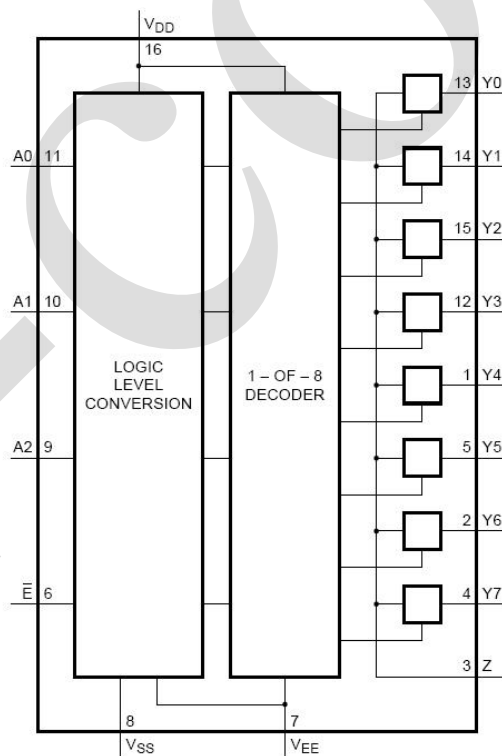 VDD
16
13 Y0
A0 11
14 Y1
15 Y2
A1 10
12 Y3
LOGIC
LEVEL
CONVERSION
1 – OF – 8
DECODER
1 Y4
A2 9
5 Y5
2 Y6
E̅ 6
4 Y7
3 Z
8
7
VSS
VEE